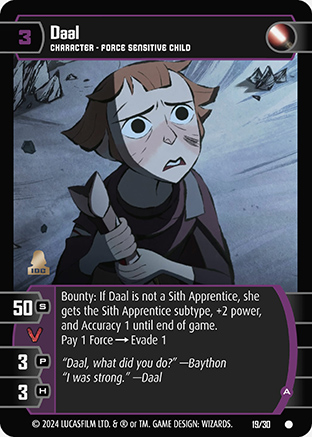 3
Daal
CHARACTER - FORCE SENSITIVE CHILD
IBC
50 S
Bounty: If Daal is not a Sith Apprentice, she
gets the Sith Apprentice subtype, +2 power,
and Accuracy 1 until end of game.
V
Pay 1 Force → Evade 1
3 P
“Daal, what did you do?” —Baython
3 H
“I was strong.” —Daal
A
© 2024 LUCASFILM LTD. & ® OR TM. GAME DESIGN: WIZARDS.
19/30